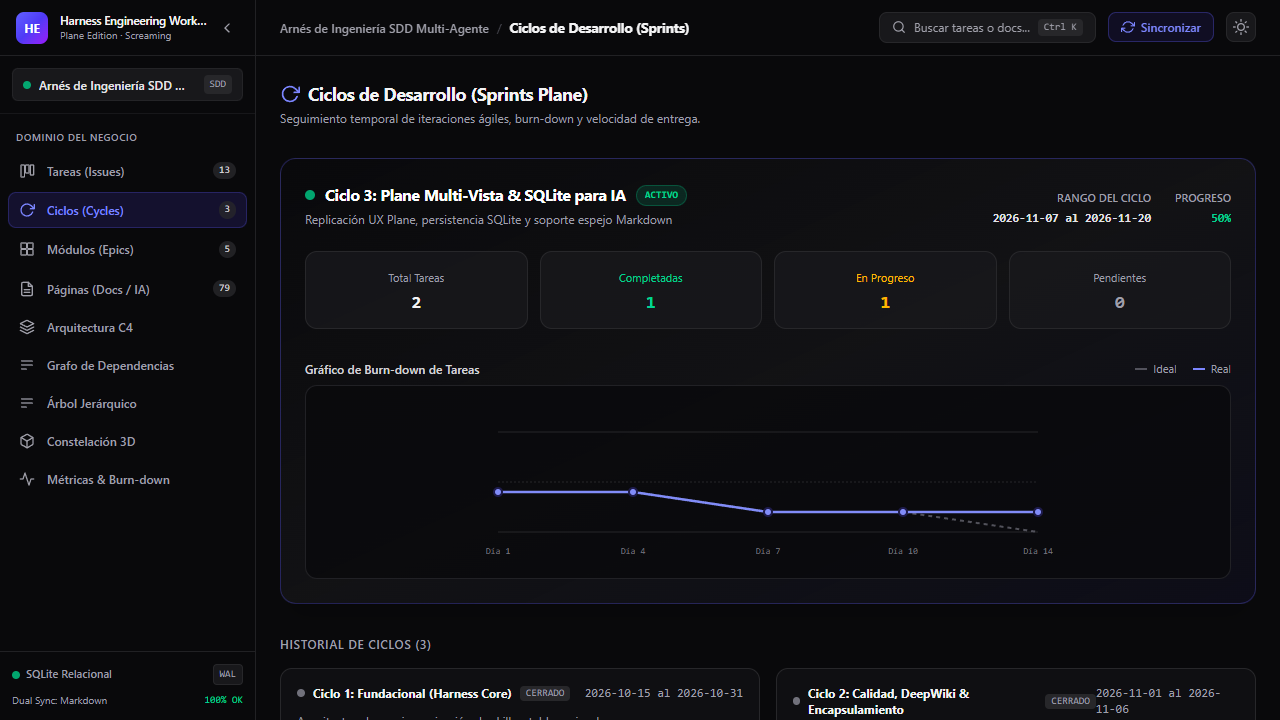 HE
Harness Engineering Work...
Plane Edition · Screaming
Arnés de Ingeniería SDD ...
SDD
DOMINIO DEL NEGOCIO
Tareas (Issues)
13
Ciclos (Cycles)
3
Módulos (Epics)
5
Páginas (Docs / IA)
79
Arquitectura C4
Grafo de Dependencias
Árbol Jerárquico
Constelación 3D
Métricas & Burn-down
SQLite Relacional
WAL
Dual Sync: Markdown
100% OK
Arnés de Ingeniería SDD Multi-Agente / Ciclos de Desarrollo (Sprints)
Buscar tareas o docs...
Ctrl K
Sincronizar
Ciclos de Desarrollo (Sprints Plane)
Seguimiento temporal de iteraciones ágiles, burn-down y velocidad de entrega.
Ciclo 3: Plane Multi-Vista & SQLite para IA
ACTIVO
Replicación UX Plane, persistencia SQLite y soporte espejo Markdown
RANGO DEL CICLO
2026-11-07 al 2026-11-20
PROGRESO
50%
Total Tareas
2
Completadas
1
En Progreso
1
Pendientes
0
Gráfico de Burn-down de Tareas
Ideal
Real
Día 1
Día 4
Día 7
Día 10
Día 14
HISTORIAL DE CICLOS (3)
Ciclo 1: Fundacional (Harness Core)
CERRADO
2026-10-15 al 2026-10-31
Ciclo 2: Calidad, DeepWiki &
Encapsulamiento
CERRADO
2026-11-01 al 2026-
11-06